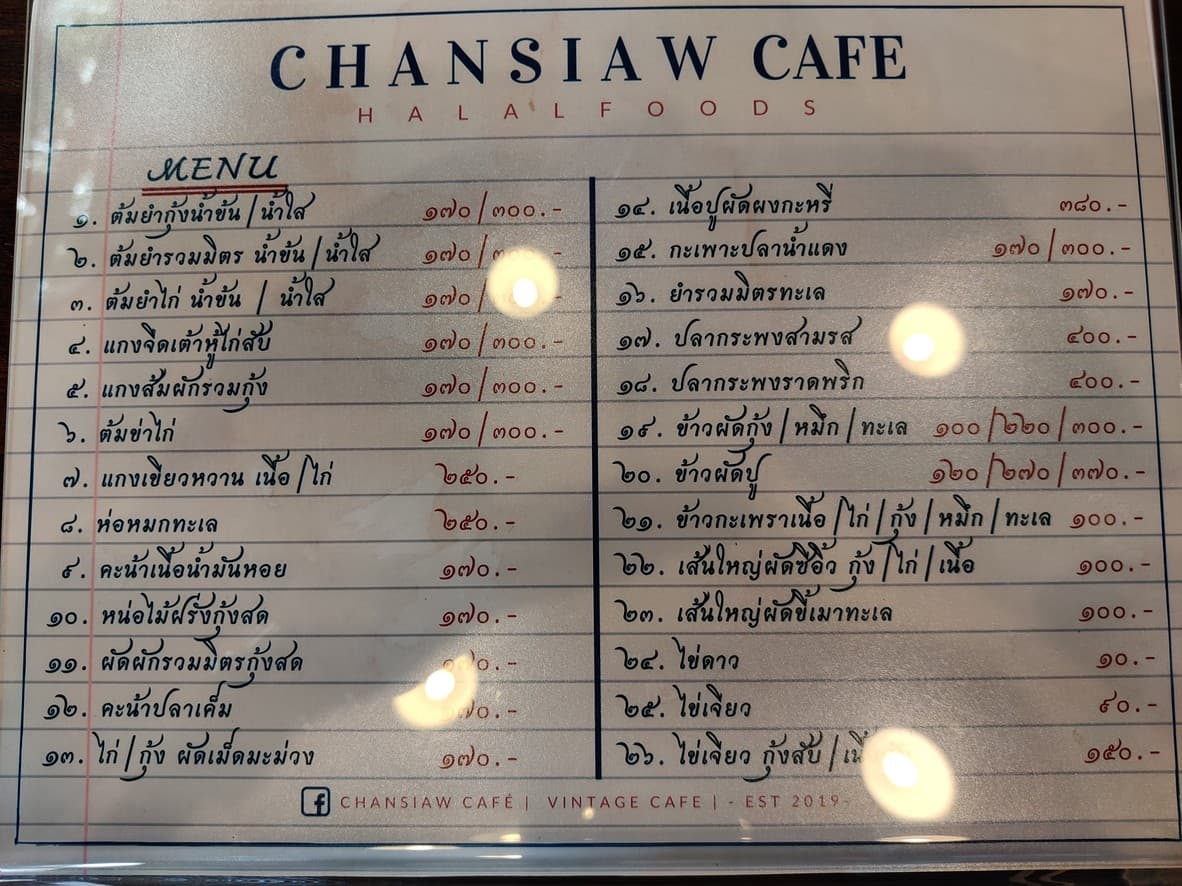 CHANSIAW CAFE
HALALFOODS
MENU
๑. ต้มยำกุ้งน้ำข้น / น้ำใส ๑๗๐ / ๓๐๐.-
๒. ต้มยำรวมมิตร น้ำข้น / น้ำใส ๑๗๐ /
๓. ต้มยำไก่ น้ำข้น / น้ำใส ๑๗๐ /
๔. แกงจืดเต้าหู้ไก่สับ ๑๗๐ / ๓๐๐.-
๕. แกงส้มผักรวมกุ้ง ๑๗๐ / ๓๐๐.-
๖. ต้มข่าไก่ ๑๗๐ / ๓๐๐.-
๗. แกงเขียวหวาน เนื้อ / ไก่ ๒๕๐.-
๘. ห่อหมกทะเล ๒๕๐.-
๙. คะน้าเนื้อน้ำมันหอย ๑๗๐.-
๑๐. หน่อไม้ฝรั่งกุ้งสด ๑๗๐.-
๑๑. ผัดผักรวมมิตรกุ้งสด ๑๗๐.-
๑๒. คะน้าปลาเค็ม
๑๓. ไก่ / กุ้ง ผัดเม็ดมะม่วง ๑๗๐.-
๑๔. เนื้อปูผัดผงกะหรี่ ๓๘๐.-
๑๕. กะเพาะปลาน้ำแดง ๑๗๐ / ๓๐๐.-
๑๖. ยำรวมมิตรทะเล ๑๗๐.-
๑๗. ปลากระพงสามรส ๔๐๐.-
๑๘. ปลากระพงราดพริก ๔๐๐.-
๑๙. ข้าวผัดกุ้ง / หมึก / ทะเล ๑๐๐ / ๒๒๐ / ๓๐๐.-
๒๐. ข้าวผัดปู ๑๒๐ / ๒๗๐ / ๓๗๐.-
๒๑. ข้าวกะเพราเนื้อ / ไก่ / กุ้ง / หมึก / ทะเล ๑๐๐.-
๒๒. เส้นใหญ่ผัดซีอิ้ว กุ้ง / ไก่ / เนื้อ ๑๐๐.-
๒๓. เส้นใหญ่ผัดขี้เมาทะเล ๑๐๐.-
๒๔. ไข่ดาว ๑๐.-
๒๕. ไข่เจียว ๙๐.-
๒๖. ไข่เจียว กุ้งสับ / ๑๕๐.-
CHANSIAW CAFÉ | VINTAGE CAFE | - EST 2019-